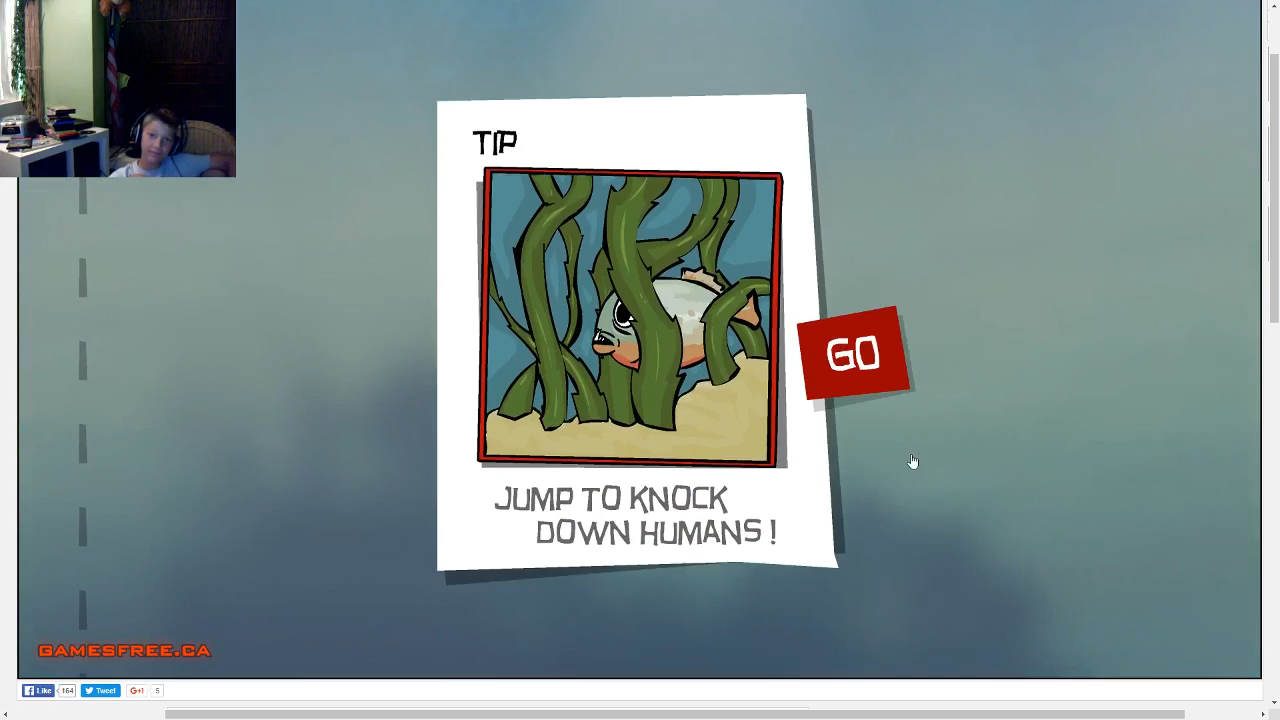 TIP
GO
JUMP TO KNOCK
DOWN HUMANS !
GAMESFREE.CA
Like 164 Tweet G+1 5